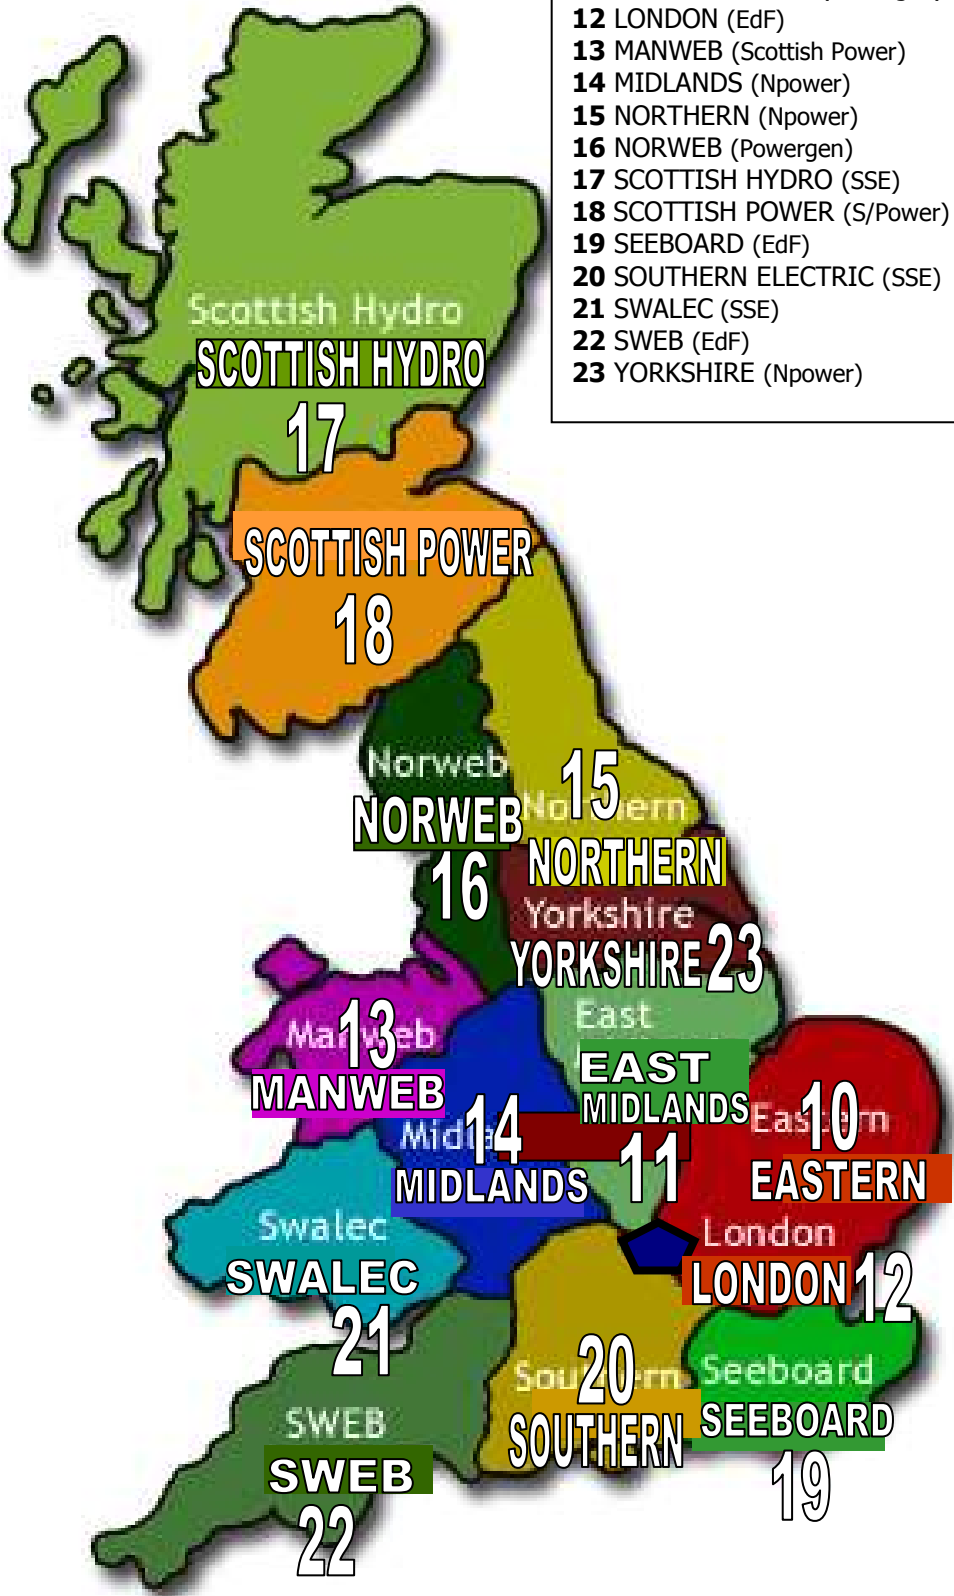 12 LONDON (EdF)
13 MANWEB (Scottish Power)
14 MIDLANDS (Npower)
15 NORTHERN (Npower)
16 NORWEB (Powergen)
17 SCOTTISH HYDRO (SSE)
18 SCOTTISH POWER (S/Power)
19 SEEBOARD (EdF)
20 SOUTHERN ELECTRIC (SSE)
21 SWALEC (SSE)
22 SWEB (EdF)
23 YORKSHIRE (Npower)
Scottish Hydro
SCOTTISH HYDRO
17
SCOTTISH POWER
18
Norweb
NORWEB
16
15
Northern
NORTHERN
Yorkshire
YORKSHIRE 23
East
EAST
MIDLANDS
11
13
Manweb
MANWEB
14
MIDLANDS
10
Eastern
EASTERN
London
LONDON 12
Swalec
SWALEC
21
20
Southern
SOUTHERN
Seeboard
SEEBOARD
19
SWEB
SWEB
22